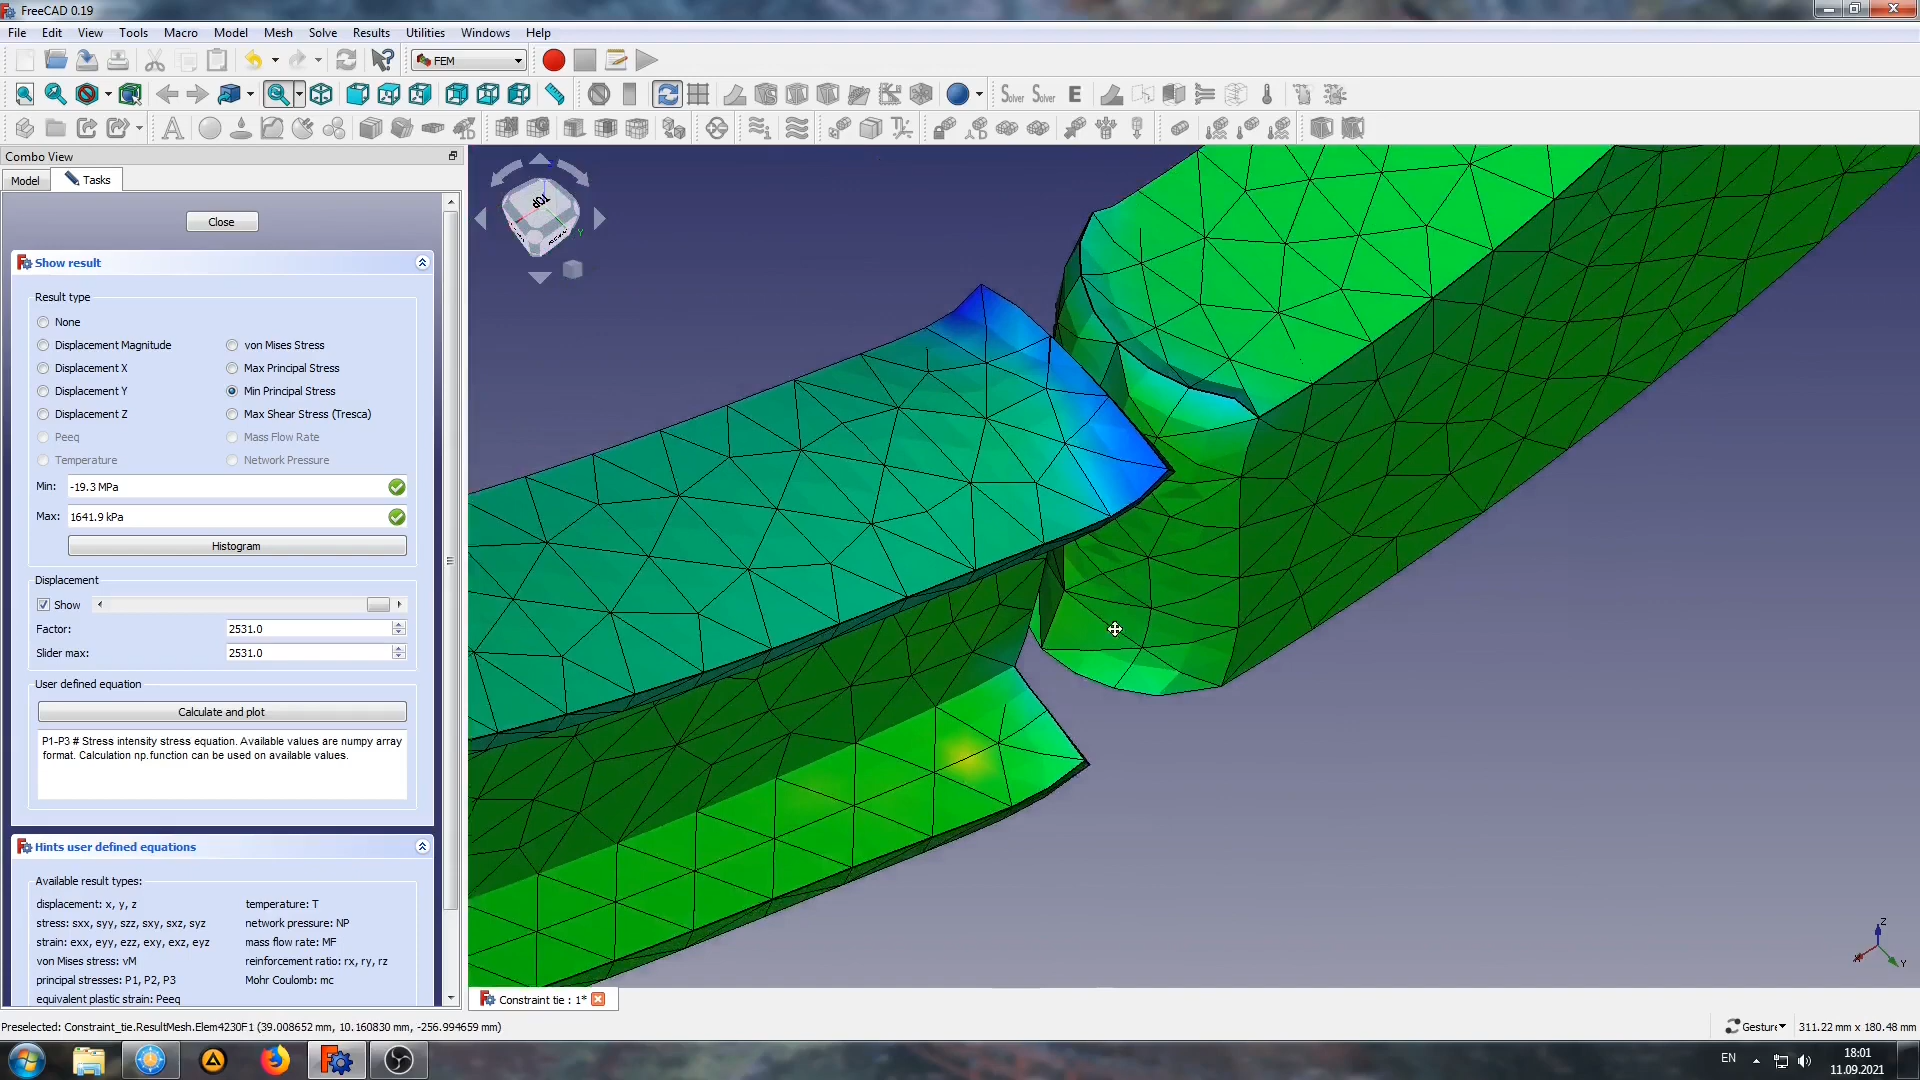 FreeCAD 0.19
File Edit View Tools Macro Model Mesh Solve Results Utilities Windows Help
FEM
Solver Solver E
Combo View
Model Tasks
Close
Show result
Result type
None
Displacement Magnitude von Mises Stress
Displacement X Max Principal Stress
Displacement Y Min Principal Stress
Displacement Z Max Shear Stress (Tresca)
Peeq Mass Flow Rate
Temperature Network Pressure
Min: -19.3 MPa
Max: 1641.9 kPa
Histogram
Displacement
Show
Factor: 2531.0
Slider max: 2531.0
User defined equation
Calculate and plot
P1-P3 # Stress intensity stress equation. Available values are numpy array
format. Calculation np.function can be used on available values.
Hints user defined equations
Available result types:
displacement: x, y, z temperature: T
stress: sxx, syy, szz, sxy, sxz, syz network pressure: NP
strain: exx, eyy, ezz, exy, exz, eyz mass flow rate: MF
von Mises stress: vM reinforcement ratio: rx, ry, rz
principal stresses: P1, P2, P3 Mohr Coulomb: mc
equivalent plastic strain: Peeq
TOP
Y
Z
X
Y
Constraint tie : 1*
Preselected: Constraint_tie.ResultMesh.Elem4230F1 (39.008652 mm, 10.160830 mm, -256.994659 mm)
Gesture 311.22 mm x 180.48 mm
EN
18:01
11.09.2021